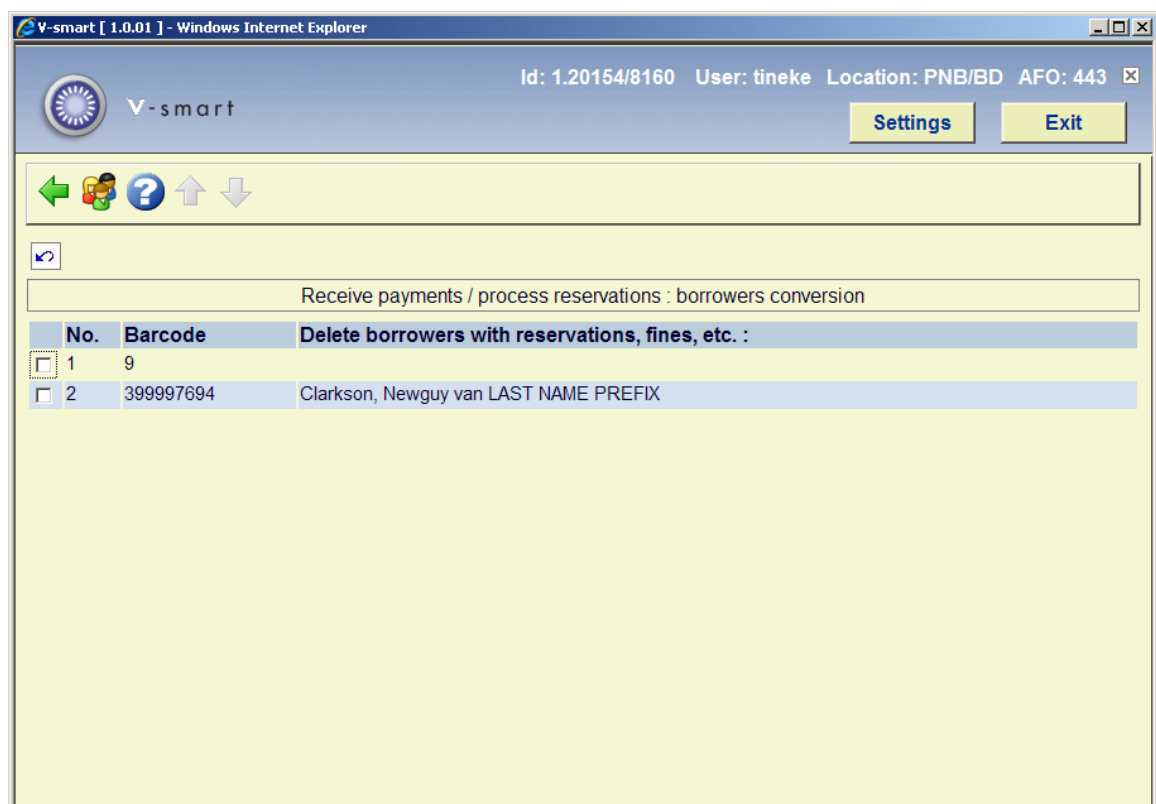 V-smart [ 1.0.01 ] - Windows Internet Explorer
Id: 1.20154/8160 User: tineke Location: PNB/BD AFO: 443
V-smart
Settings Exit
Receive payments / process reservations : borrowers conversion
No. Barcode Delete borrowers with reservations, fines, etc. :
1 9
2 399997694 Clarkson, Newguy van LAST NAME PREFIX